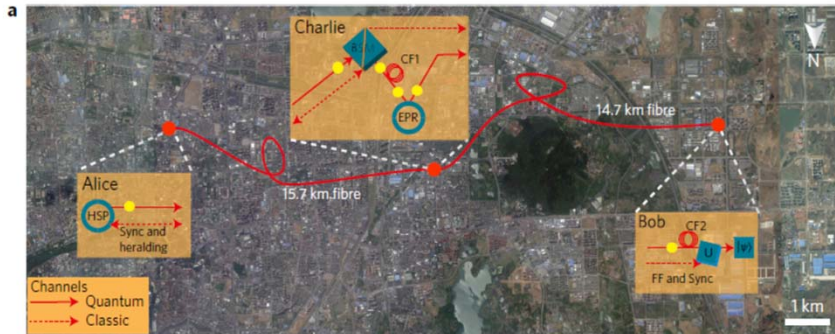 a
Charlie
BSM
CF1
EPR
N
14.7 km fibre
15.7 km fibre
Alice
HSP
Sync and
heralding
Bob
CF2
U
|ψ⟩
FF and Sync
Channels
Quantum
Classic
1 km